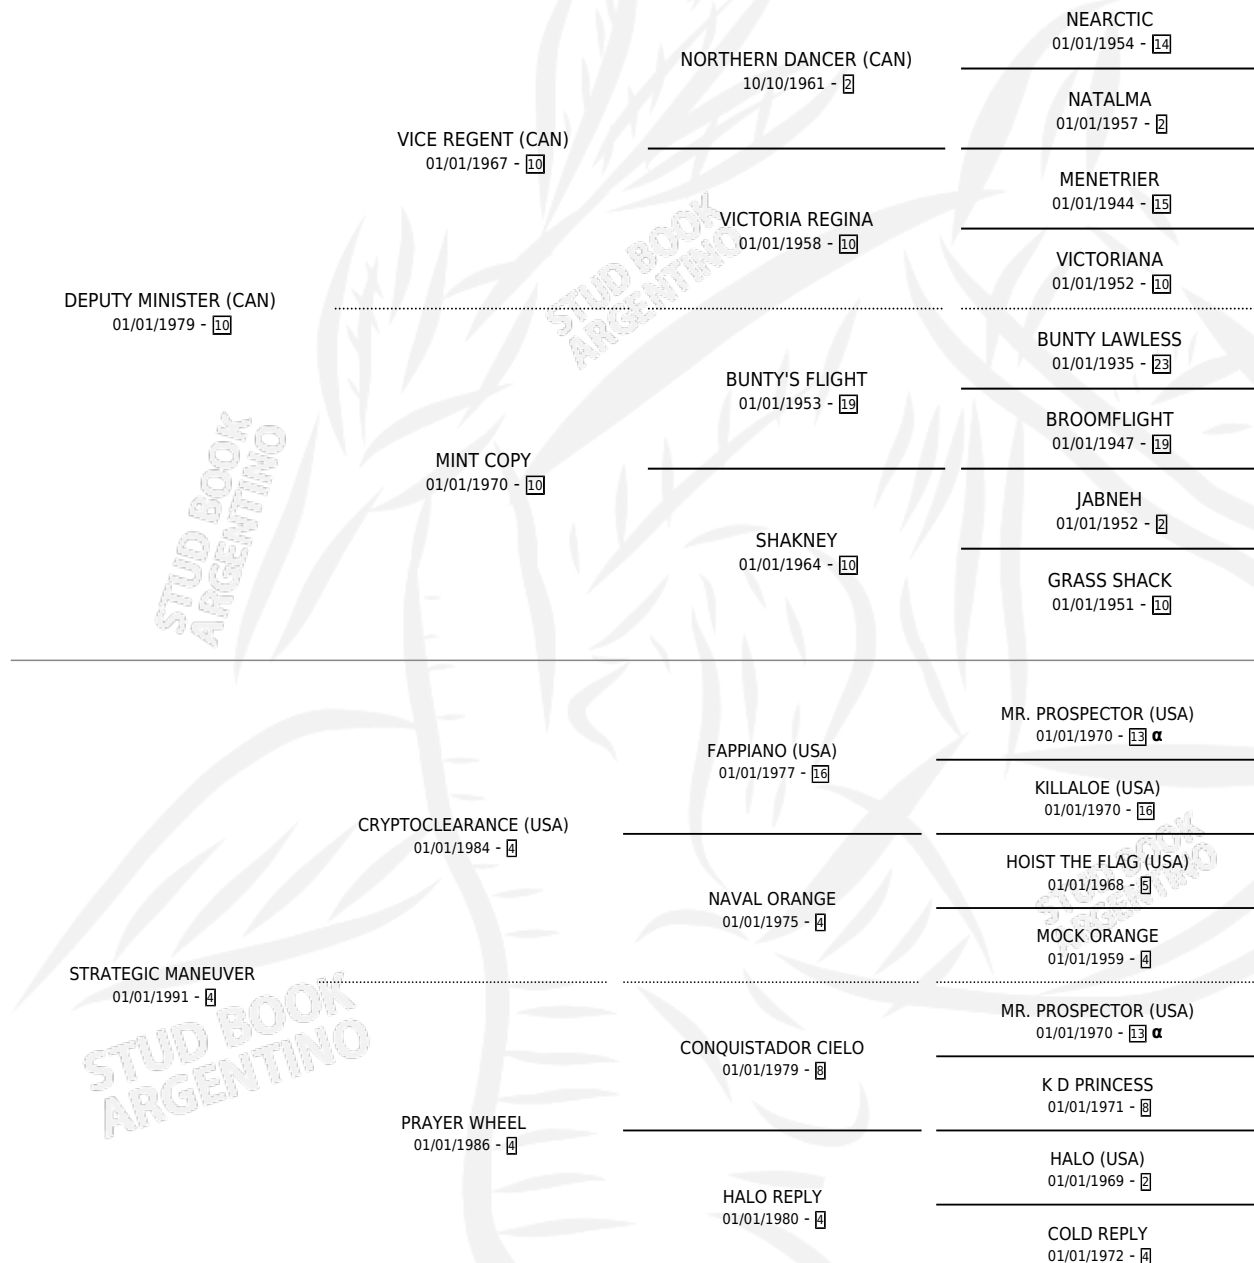 NEARCTIC
01/01/1954 - 14
NORTHERN DANCER (CAN)
10/10/1961 - 2
NATALMA
01/01/1957 - 2
VICE REGENT (CAN)
01/01/1967 - 10
MENETRIER
01/01/1944 - 15
VICTORIA REGINA
01/01/1958 - 10
VICTORIANA
01/01/1952 - 10
STUD BOOK
ARGENTINO
DEPUTY MINISTER (CAN)
01/01/1979 - 10
BUNTY LAWLESS
01/01/1935 - 23
BUNTY'S FLIGHT
01/01/1953 - 19
BROOMFLIGHT
01/01/1947 - 19
MINT COPY
01/01/1970 - 10
JABNEH
01/01/1952 - 2
SHAKNEY
01/01/1964 - 10
GRASS SHACK
01/01/1951 - 10
STUD BOOK
ARGENTINO
MR. PROSPECTOR (USA)
01/01/1970 - 13 α
FAPPIANO (USA)
01/01/1977 - 16
KILLALOE (USA)
01/01/1970 - 16
CRYPTOCLEARANCE (USA)
01/01/1984 - 4
HOIST THE FLAG (USA)
01/01/1968 - 5
STUD BOOK
ARGENTINO
NAVAL ORANGE
01/01/1975 - 4
MOCK ORANGE
01/01/1959 - 4
STRATEGIC MANEUVER
01/01/1991 - 4
STUD BOOK
ARGENTINO
MR. PROSPECTOR (USA)
01/01/1970 - 13 α
CONQUISTADOR CIELO
01/01/1979 - 8
K D PRINCESS
01/01/1971 - 8
PRAYER WHEEL
01/01/1986 - 4
HALO (USA)
01/01/1969 - 2
HALO REPLY
01/01/1980 - 4
COLD REPLY
01/01/1972 - 4